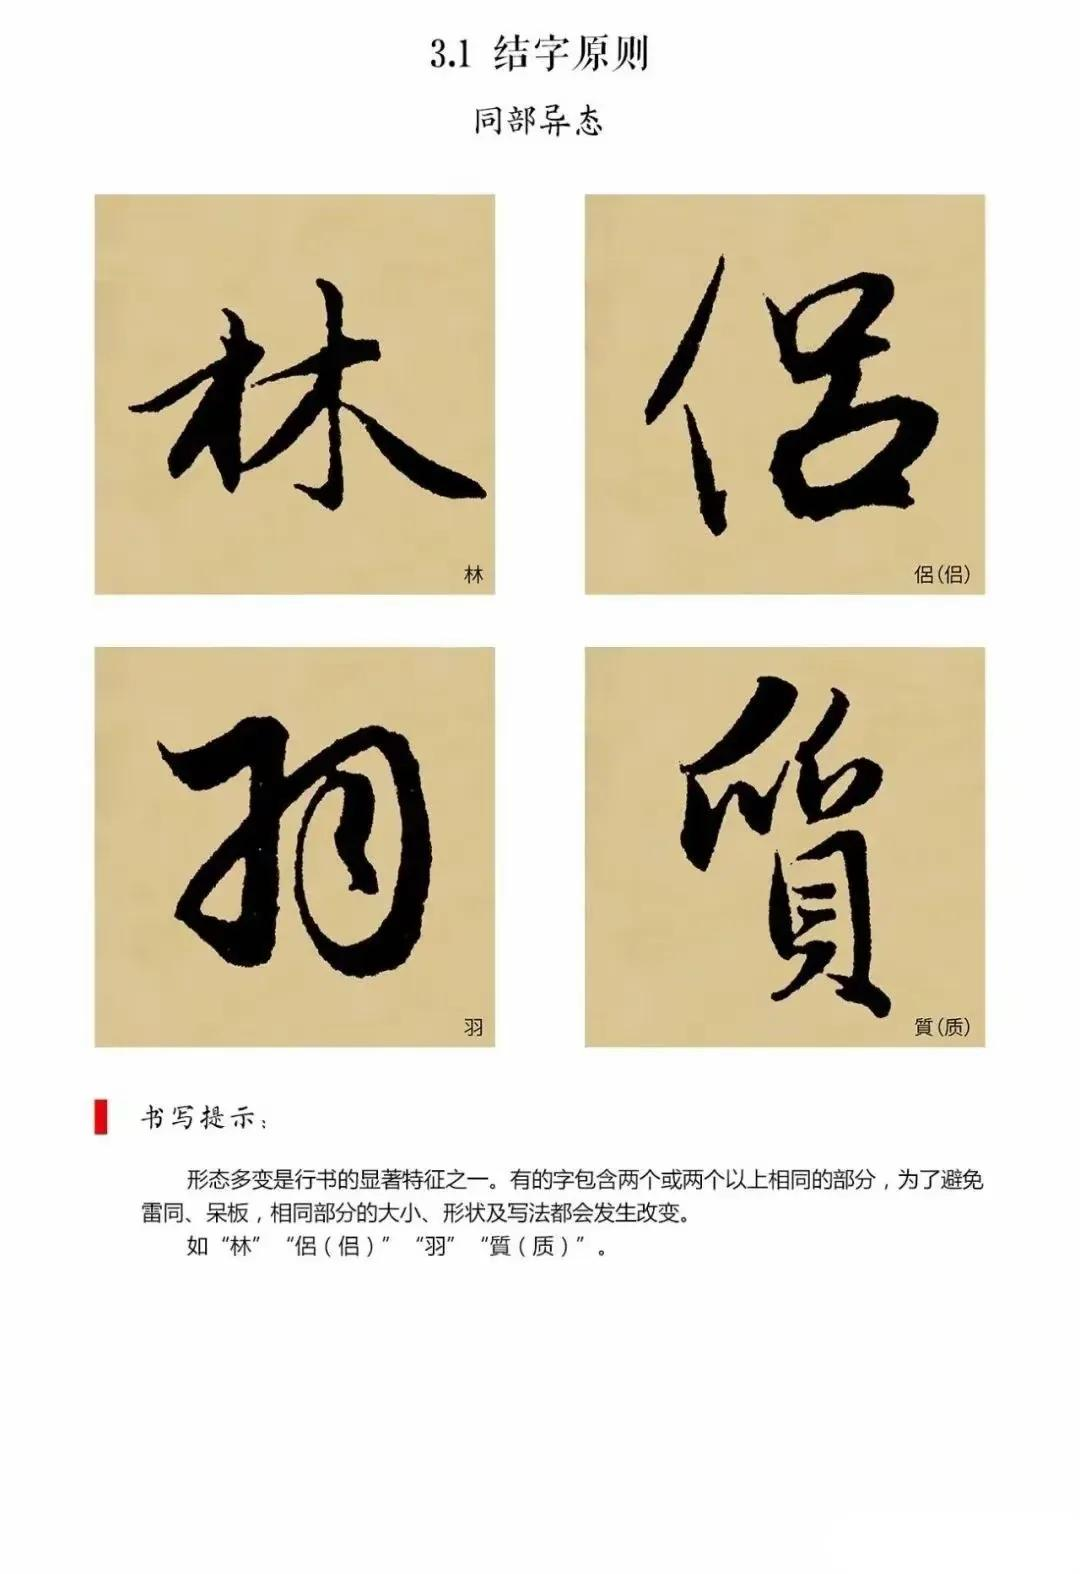 3.1 结字原则
同部异态
林
侶
林
侶(侣)
羽
質
羽
質(质)
书写提示：
形态多变是行书的显著特征之一。有的字包含两个或两个以上相同的部分，为了避免
雷同、呆板，相同部分的大小、形状及写法都会发生改变。
如“林”“侶（侣）”“羽”“質（质）”。